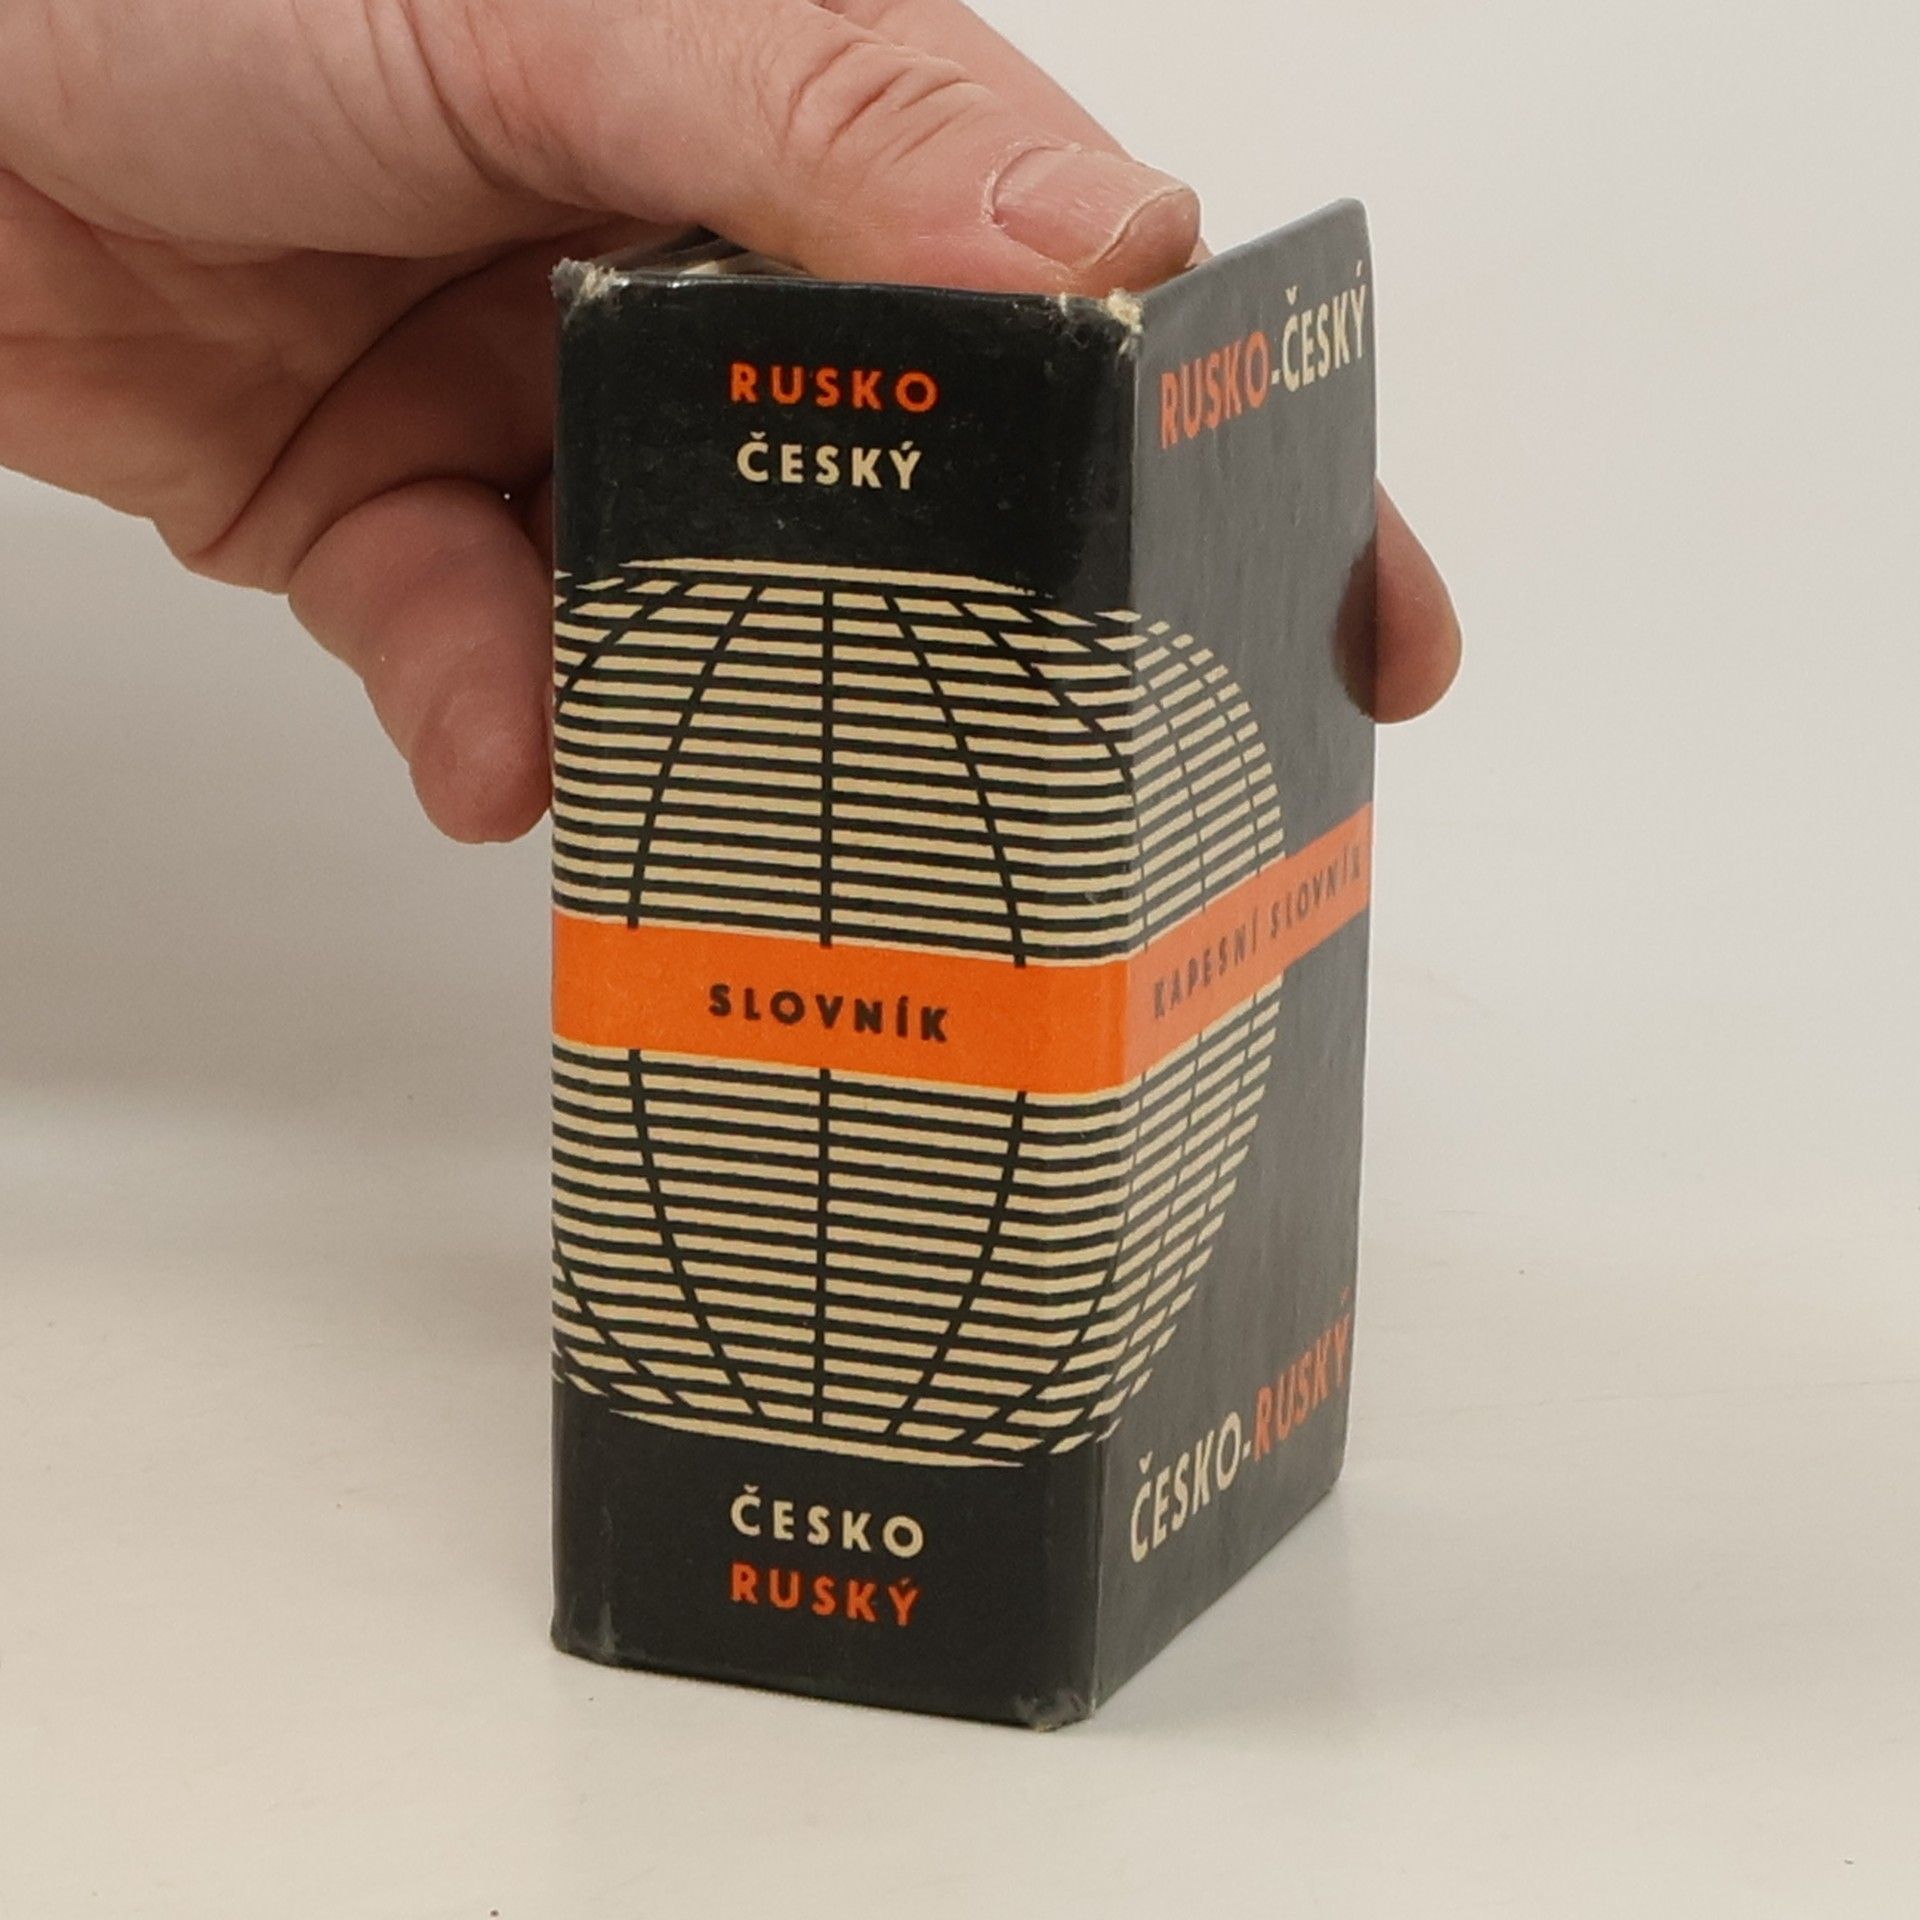 RUSKO
ČESKÝ
SLOVNÍK
ČESKO
RUSKÝ
RUSKO-ČESKÝ
KAPESNÍ SLOVNÍK
ČESKO-RUSKÝ